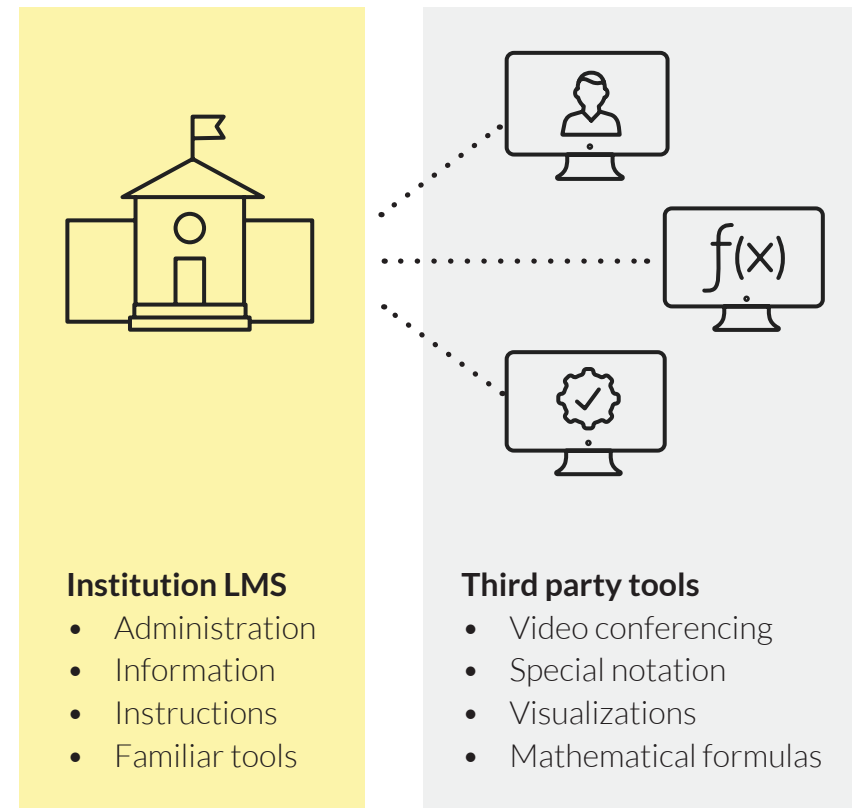 f(x)
Institution LMS
• Administration
• Information
• Instructions
• Familiar tools
Third party tools
• Video conferencing
• Special notation
• Visualizations
• Mathematical formulas